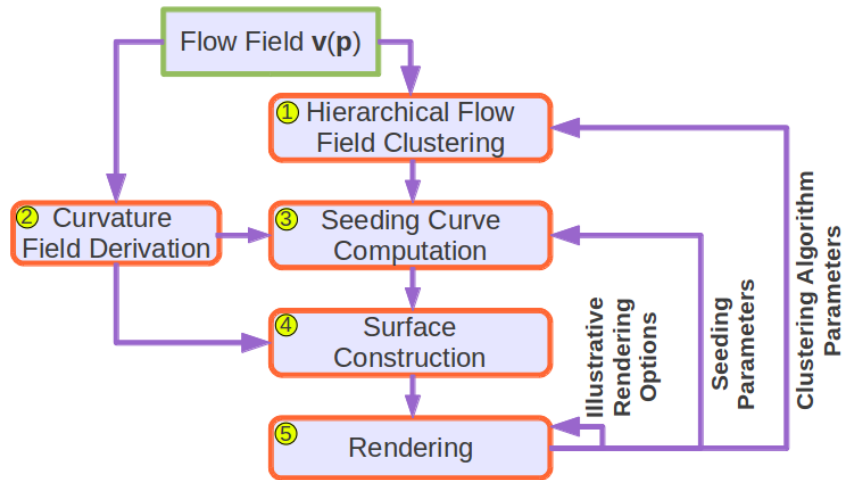 Flow Field v(p)
1 Hierarchical Flow
Field Clustering
2 Curvature
Field Derivation
3 Seeding Curve
Computation
4 Surface
Construction
5 Rendering
Illustrative
Rendering
Options
Seeding
Parameters
Clustering Algorithm
Parameters